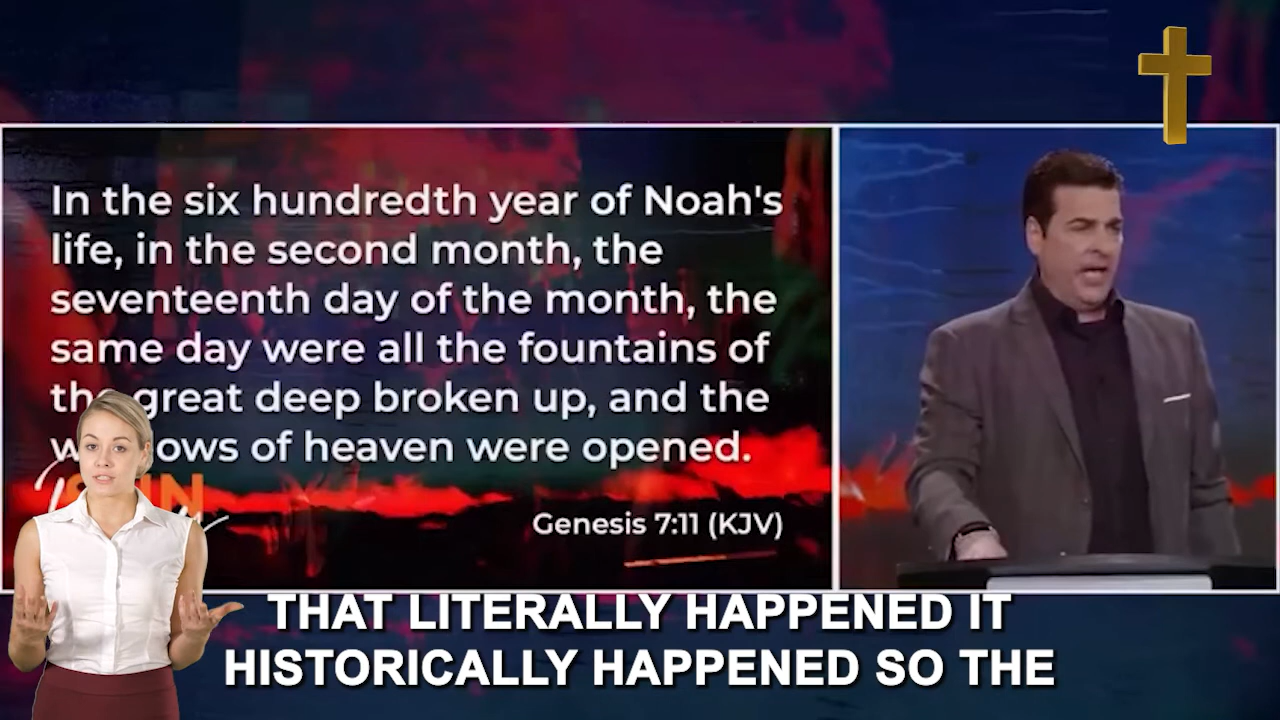 In the six hundredth year of Noah's
life, in the second month, the
seventeenth day of the month, the
same day were all the fountains of
great deep broken up, and the
of heaven were opened.
Genesis 7:11 (KJV)
THAT LITERALLY HAPPENED IT
HISTORICALLY HAPPENED SO THE